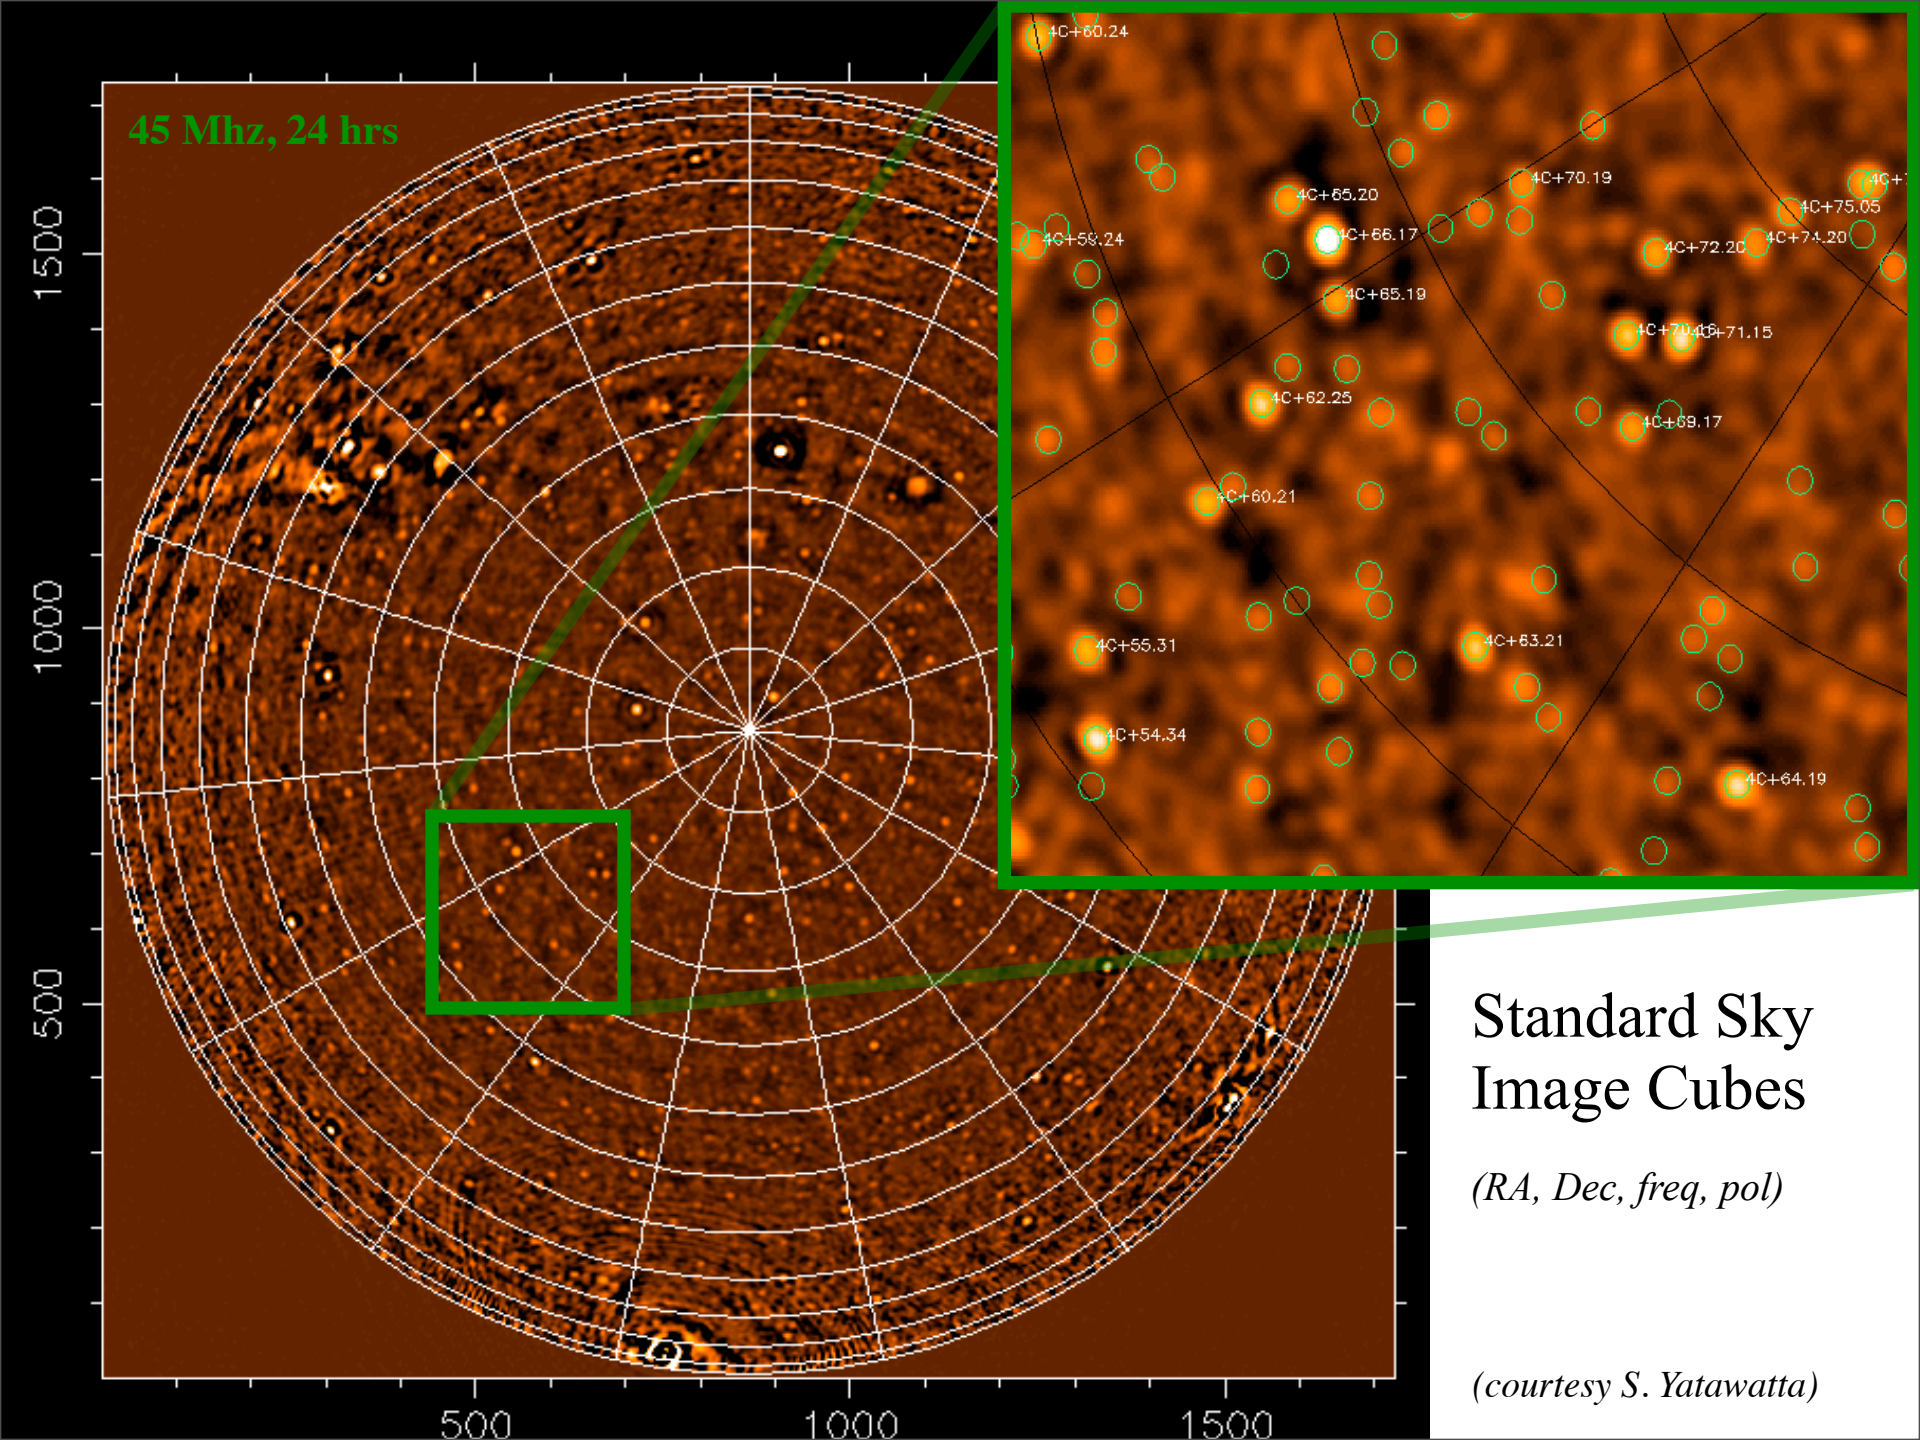 45 Mhz, 24 hrs
4C+60.24
4C+65.20
4C+66.17
4C+59.24
4C+65.19
4C+70.19
4C+75.05
4C+72.20
4C+74.20
4C+71.15
4C+62.25
4C+69.17
4C+60.21
4C+55.31
4C+63.21
4C+54.34
4C+64.19
1500
1000
500
500
1000
1500
Standard Sky
Image Cubes
(RA, Dec, freq, pol)
(courtesy S. Yatawatta)